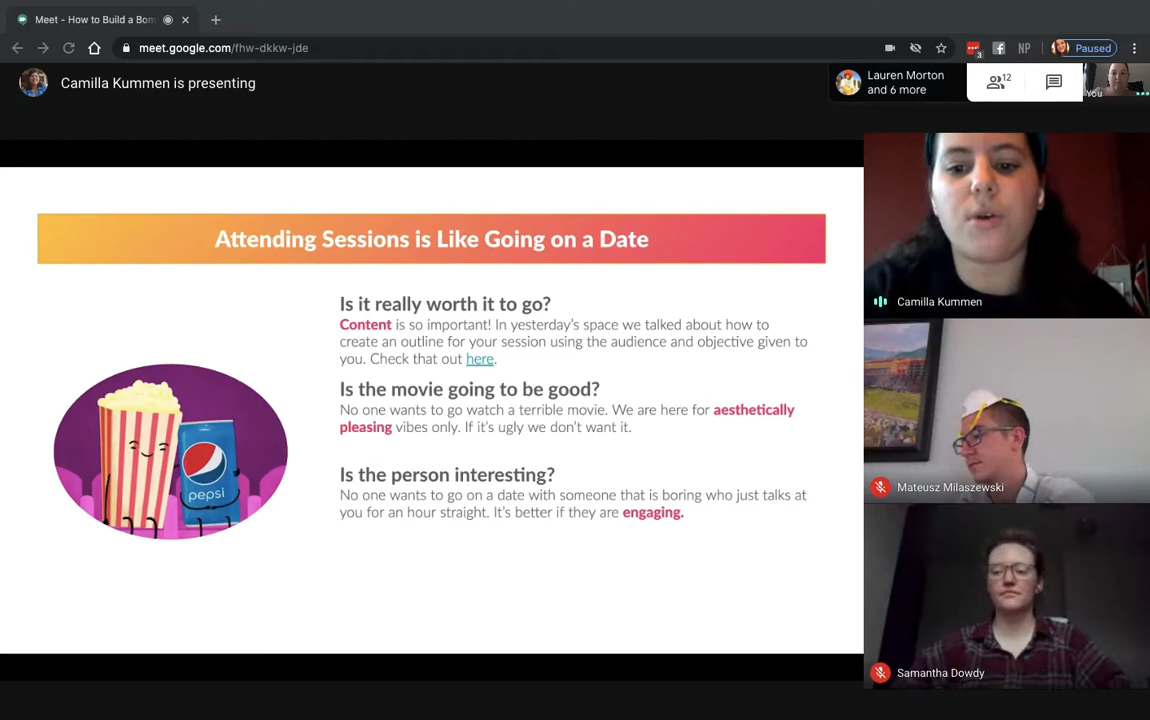 Meet - How to Build a Bom
meet.google.com/fhw-dkkw-jde
3
NP
Paused
Camilla Kummen is presenting
Lauren Morton
and 6 more
12
You
Attending Sessions is Like Going on a Date
Is it really worth it to go?
Content is so important! In yesterday's space we talked about how to
create an outline for your session using the audience and objective given to
you. Check that out here.
Is the movie going to be good?
No one wants to go watch a terrible movie. We are here for aesthetically
pleasing vibes only. If it's ugly we don't want it.
Is the person interesting?
No one wants to go on a date with someone that is boring who just talks at
you for an hour straight. It's better if they are engaging.
pepsi
Camilla Kummen
Mateusz Milaszewski
Samantha Dowdy